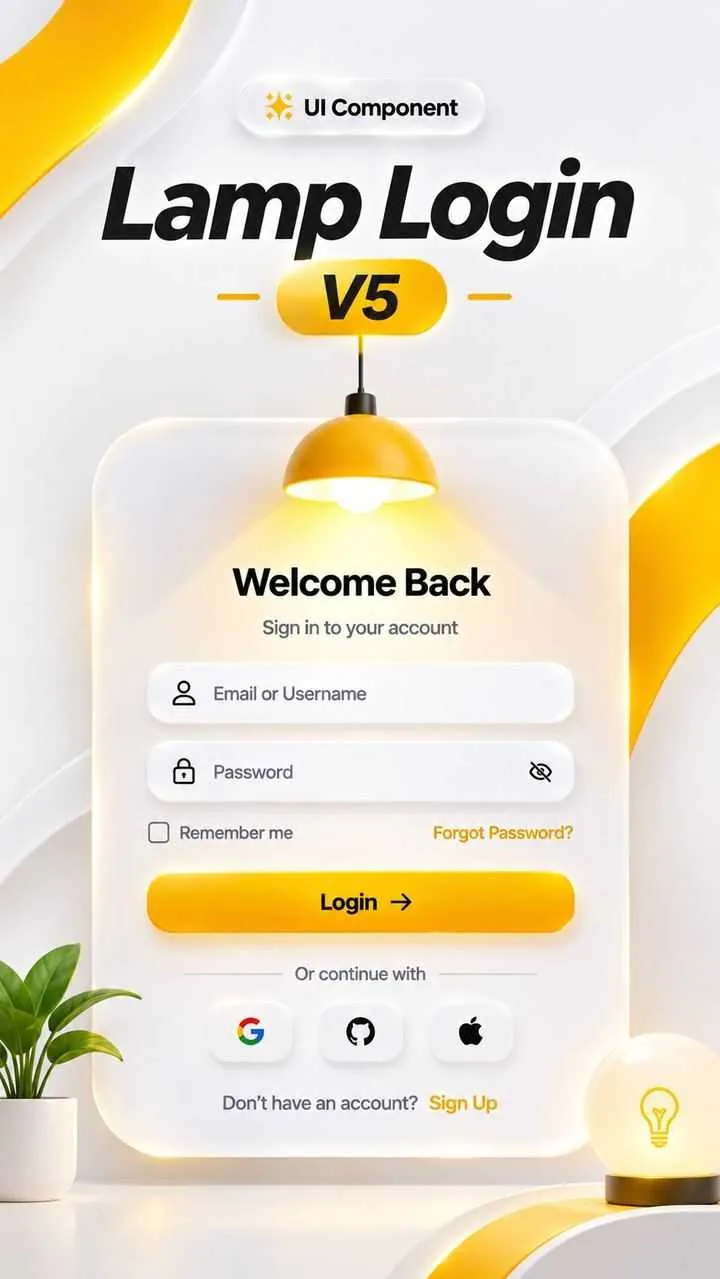 UI Component
Lamp Login
V5
Welcome Back
Sign in to your account
Email or Username
Password
Remember me Forgot Password?
Login →
Or continue with
G
Don't have an account? Sign Up